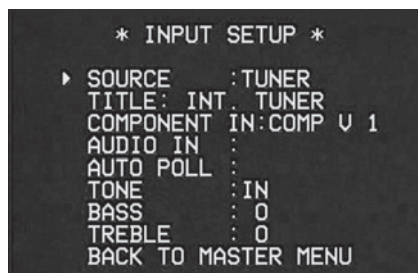 * INPUT SETUP *
SOURCE :TUNER
TITLE: INT. TUNER
COMPONENT IN:COMP V 1
AUDIO IN :
AUTO POLL :
TONE :IN
BASS : 0
TREBLE : 0
BACK TO MASTER MENU